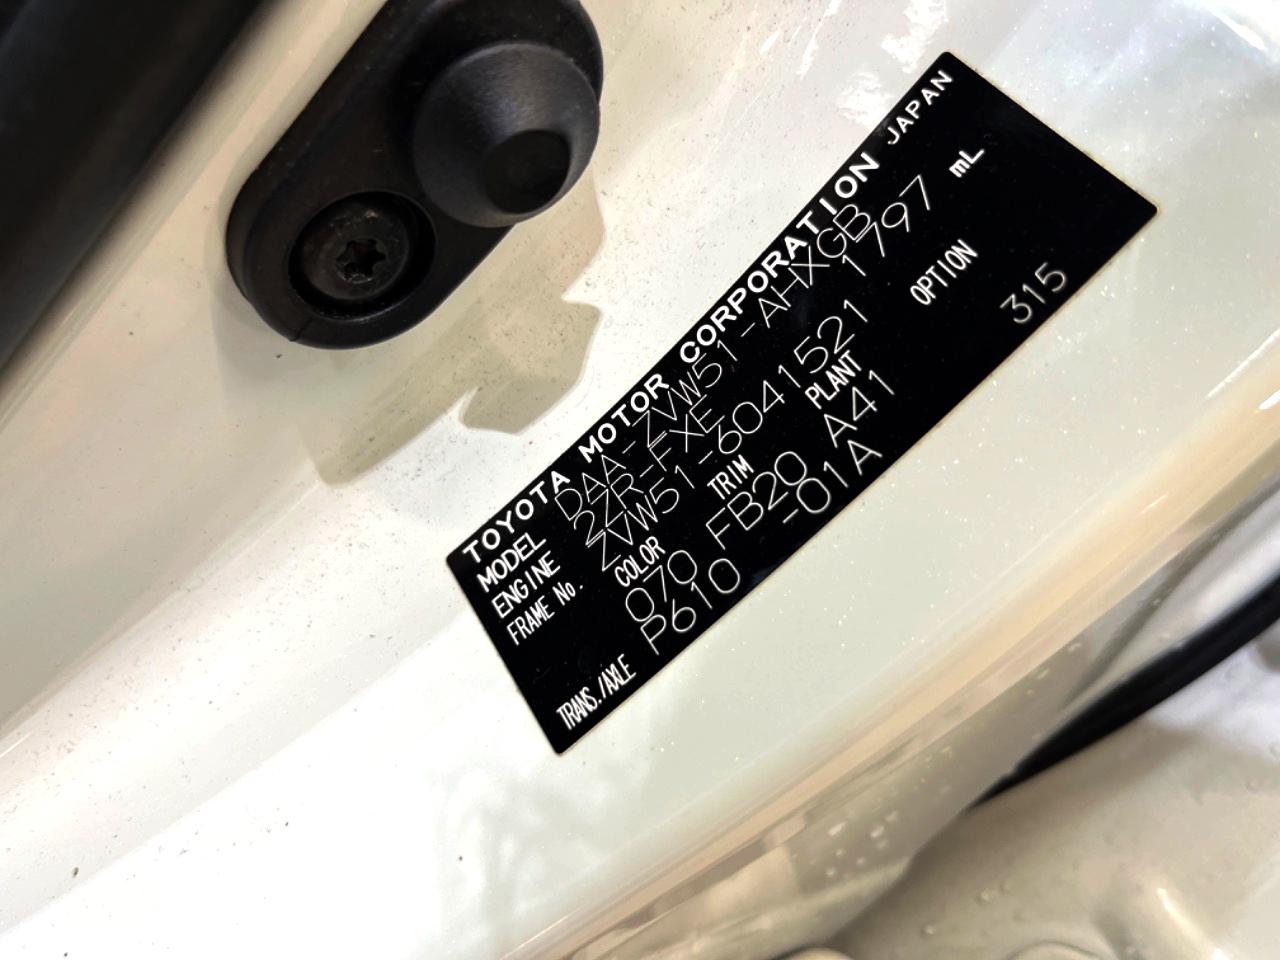 TOYOTA MOTOR CORPORATION JAPAN
MODEL DAA-ZVW51-AHXGB
ENGINE 2ZR-FXE 1797 mL
FRAME No. ZVW51-6041521
COLOR TRIM PLANT OPTION
070 FB20 A41 315
TRANS./AXLE P610 -01A